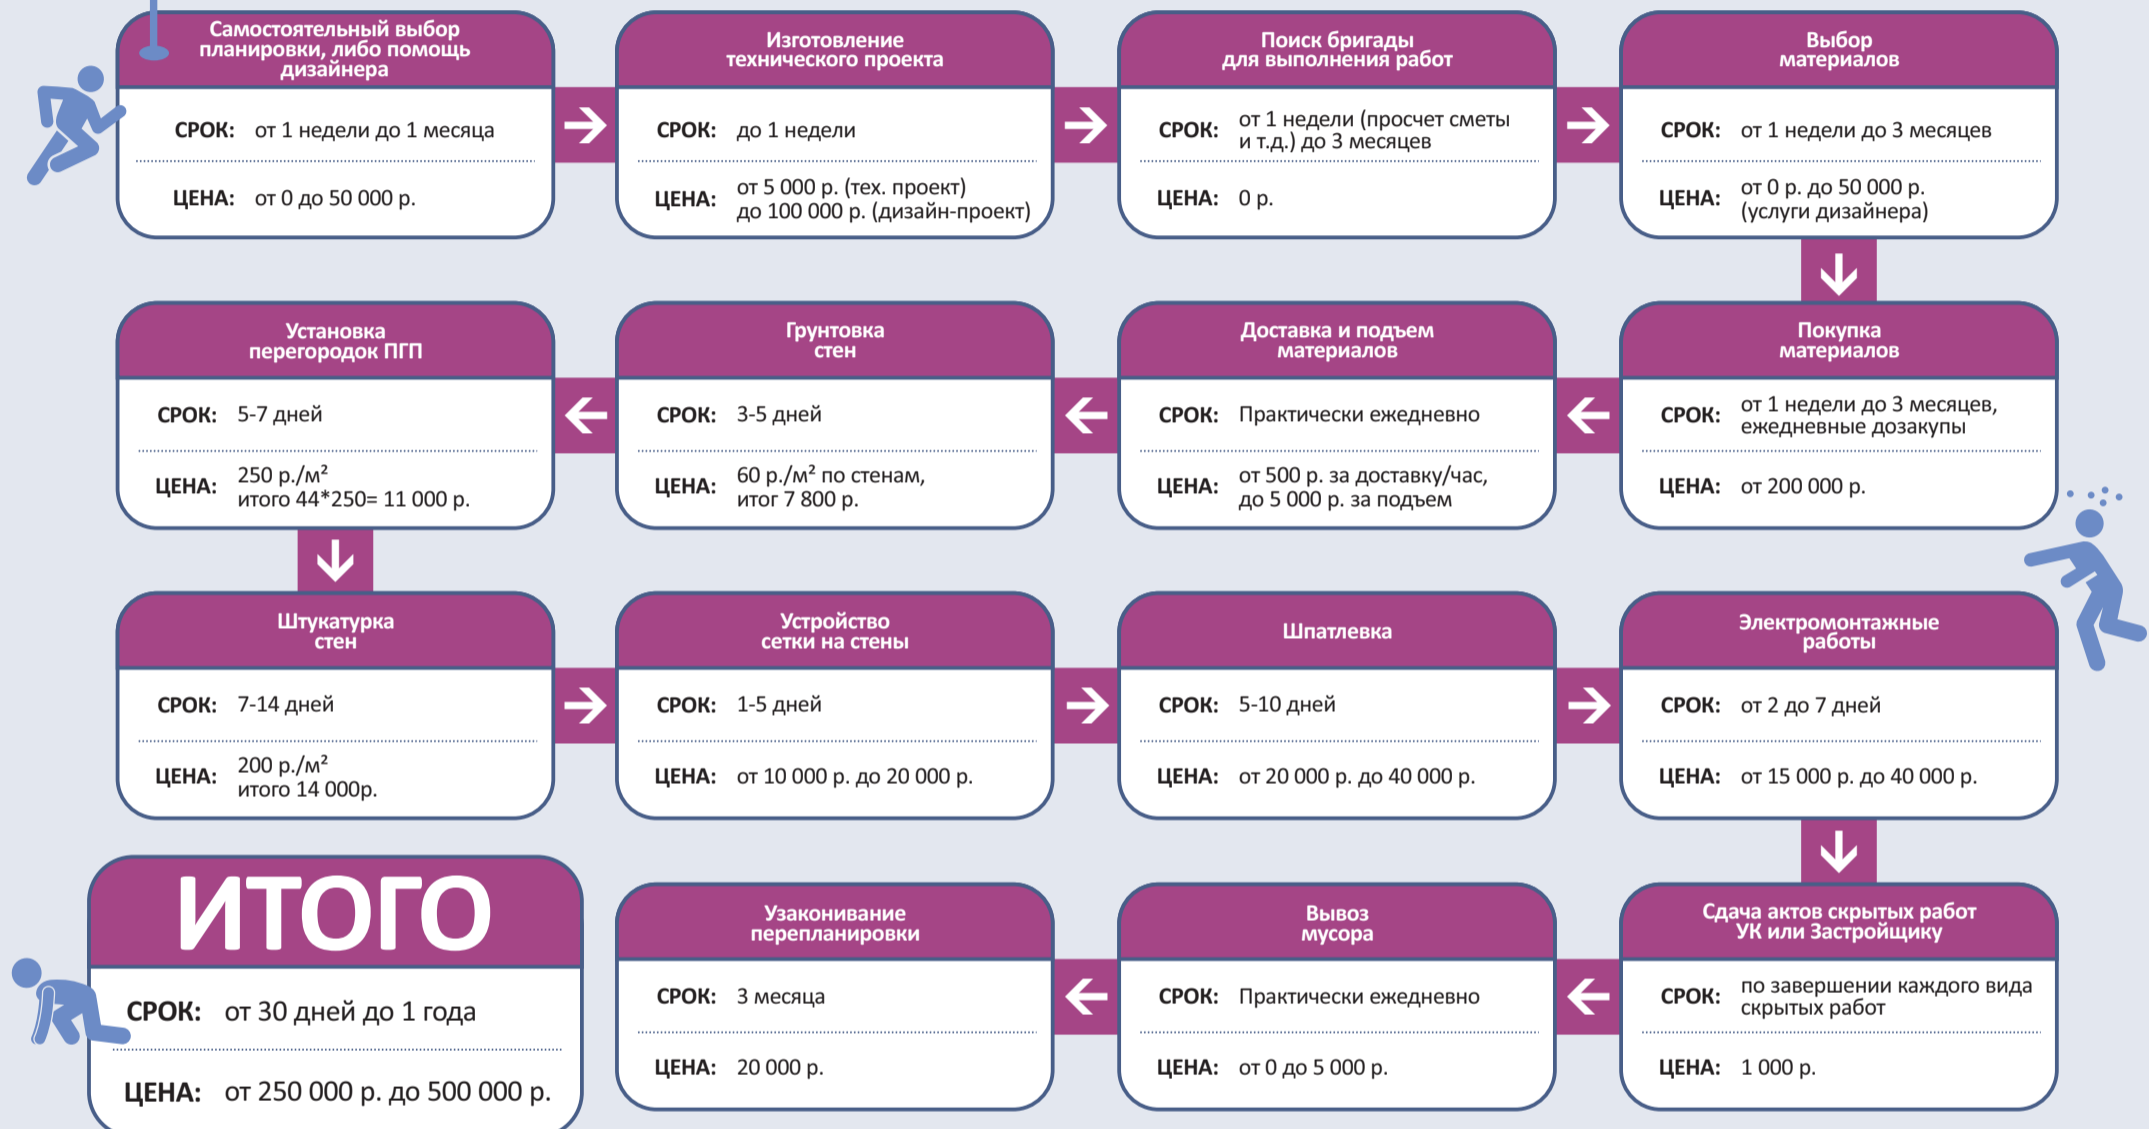 Самостоятельный выбор
планировки, либо помощь
дизайнера
СРОК: от 1 недели до 1 месяца
ЦЕНА: от 0 до 50 000 р.
Изготовление
технического проекта
СРОК: до 1 недели
ЦЕНА: от 5 000 р. (тех. проект)
до 100 000 р. (дизайн-проект)
Поиск бригады
для выполнения работ
СРОК: от 1 недели (просчет сметы
и т.д.) до 3 месяцев
ЦЕНА: 0 р.
Выбор
материалов
СРОК: от 1 недели до 3 месяцев
ЦЕНА: от 0 р. до 50 000 р.
(услуги дизайнера)
Покупка
материалов
СРОК: от 1 недели до 3 месяцев,
ежедневные дозакупы
ЦЕНА: от 200 000 р.
Доставка и подъем
материалов
СРОК: Практически ежедневно
ЦЕНА: от 500 р. за доставку/час,
до 5 000 р. за подъем
Грунтовка
стен
СРОК: 3-5 дней
ЦЕНА: 60 р./м² по стенам,
итог 7 800 р.
Установка
перегородок ПГП
СРОК: 5-7 дней
ЦЕНА: 250 р./м²
итого 44*250= 11 000 р.
Штукатурка
стен
СРОК: 7-14 дней
ЦЕНА: 200 р./м²
итого 14 000р.
Устройство
сетки на стены
СРОК: 1-5 дней
ЦЕНА: от 10 000 р. до 20 000 р.
Шпатлевка
СРОК: 5-10 дней
ЦЕНА: от 20 000 р. до 40 000 р.
Электромонтажные
работы
СРОК: от 2 до 7 дней
ЦЕНА: от 15 000 р. до 40 000 р.
Сдача актов скрытых работ
УК или Застройщику
СРОК: по завершении каждого вида
скрытых работ
ЦЕНА: 1 000 р.
Вывоз
мусора
СРОК: Практически ежедневно
ЦЕНА: от 0 до 5 000 р.
Узаконивание
перепланировки
СРОК: 3 месяца
ЦЕНА: 20 000 р.
ИТОГО
СРОК: от 30 дней до 1 года
ЦЕНА: от 250 000 р. до 500 000 р.